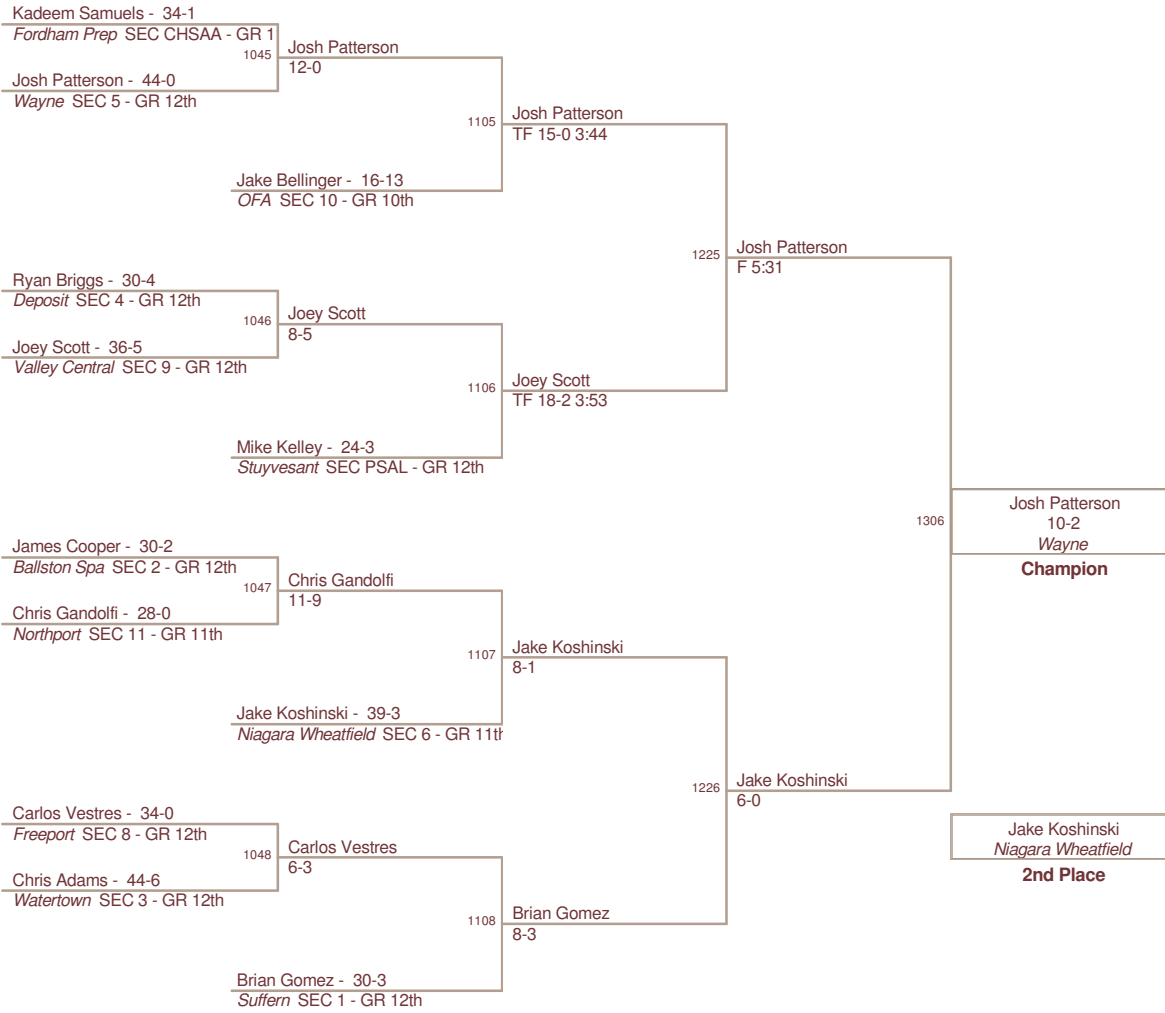 Kadeem Samuels - 34-1
Fordham Prep SEC CHSAA - GR 1
1045
Josh Patterson
12-0
Josh Patterson - 44-0
Wayne SEC 5 - GR 12th
1105
Josh Patterson
TF 15-0 3:44
Jake Bellinger - 16-13
OFA SEC 10 - GR 10th
1225
Josh Patterson
F 5:31
Ryan Briggs - 30-4
Deposit SEC 4 - GR 12th
1046
Joey Scott
8-5
Joey Scott - 36-5
Valley Central SEC 9 - GR 12th
1106
Joey Scott
TF 18-2 3:53
Mike Kelley - 24-3
Stuyvesant SEC PSAL - GR 12th
1306
Josh Patterson
10-2
Wayne
Champion
James Cooper - 30-2
Ballston Spa SEC 2 - GR 12th
1047
Chris Gandolfi
11-9
Chris Gandolfi - 28-0
Northport SEC 11 - GR 11th
1107
Jake Koshinski
8-1
Jake Koshinski - 39-3
Niagara Wheatfield SEC 6 - GR 11th
1226
Jake Koshinski
6-0
Carlos Vestres - 34-0
Freeport SEC 8 - GR 12th
1048
Carlos Vestres
6-3
Chris Adams - 44-6
Watertown SEC 3 - GR 12th
1108
Brian Gomez
8-3
Brian Gomez - 30-3
Suffern SEC 1 - GR 12th
Jake Koshinski
Niagara Wheatfield
2nd Place